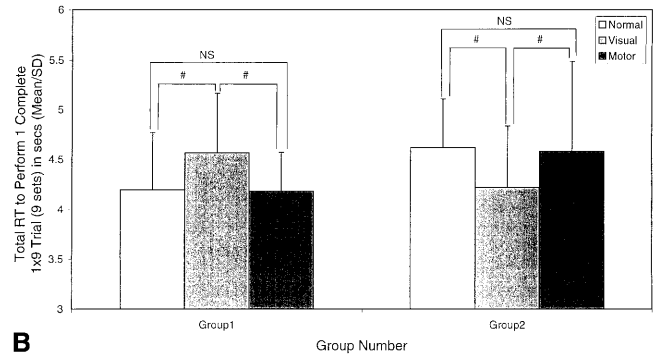 6
5.5
5
4.5
4
3.5
3
Total RT to Perform 1 Complete
1x9 Trial (9 sets) in secs (Mean/SD)
NS
#
#
NS
#
#
Normal
Visual
Motor
Group1
Group2
Group Number
B